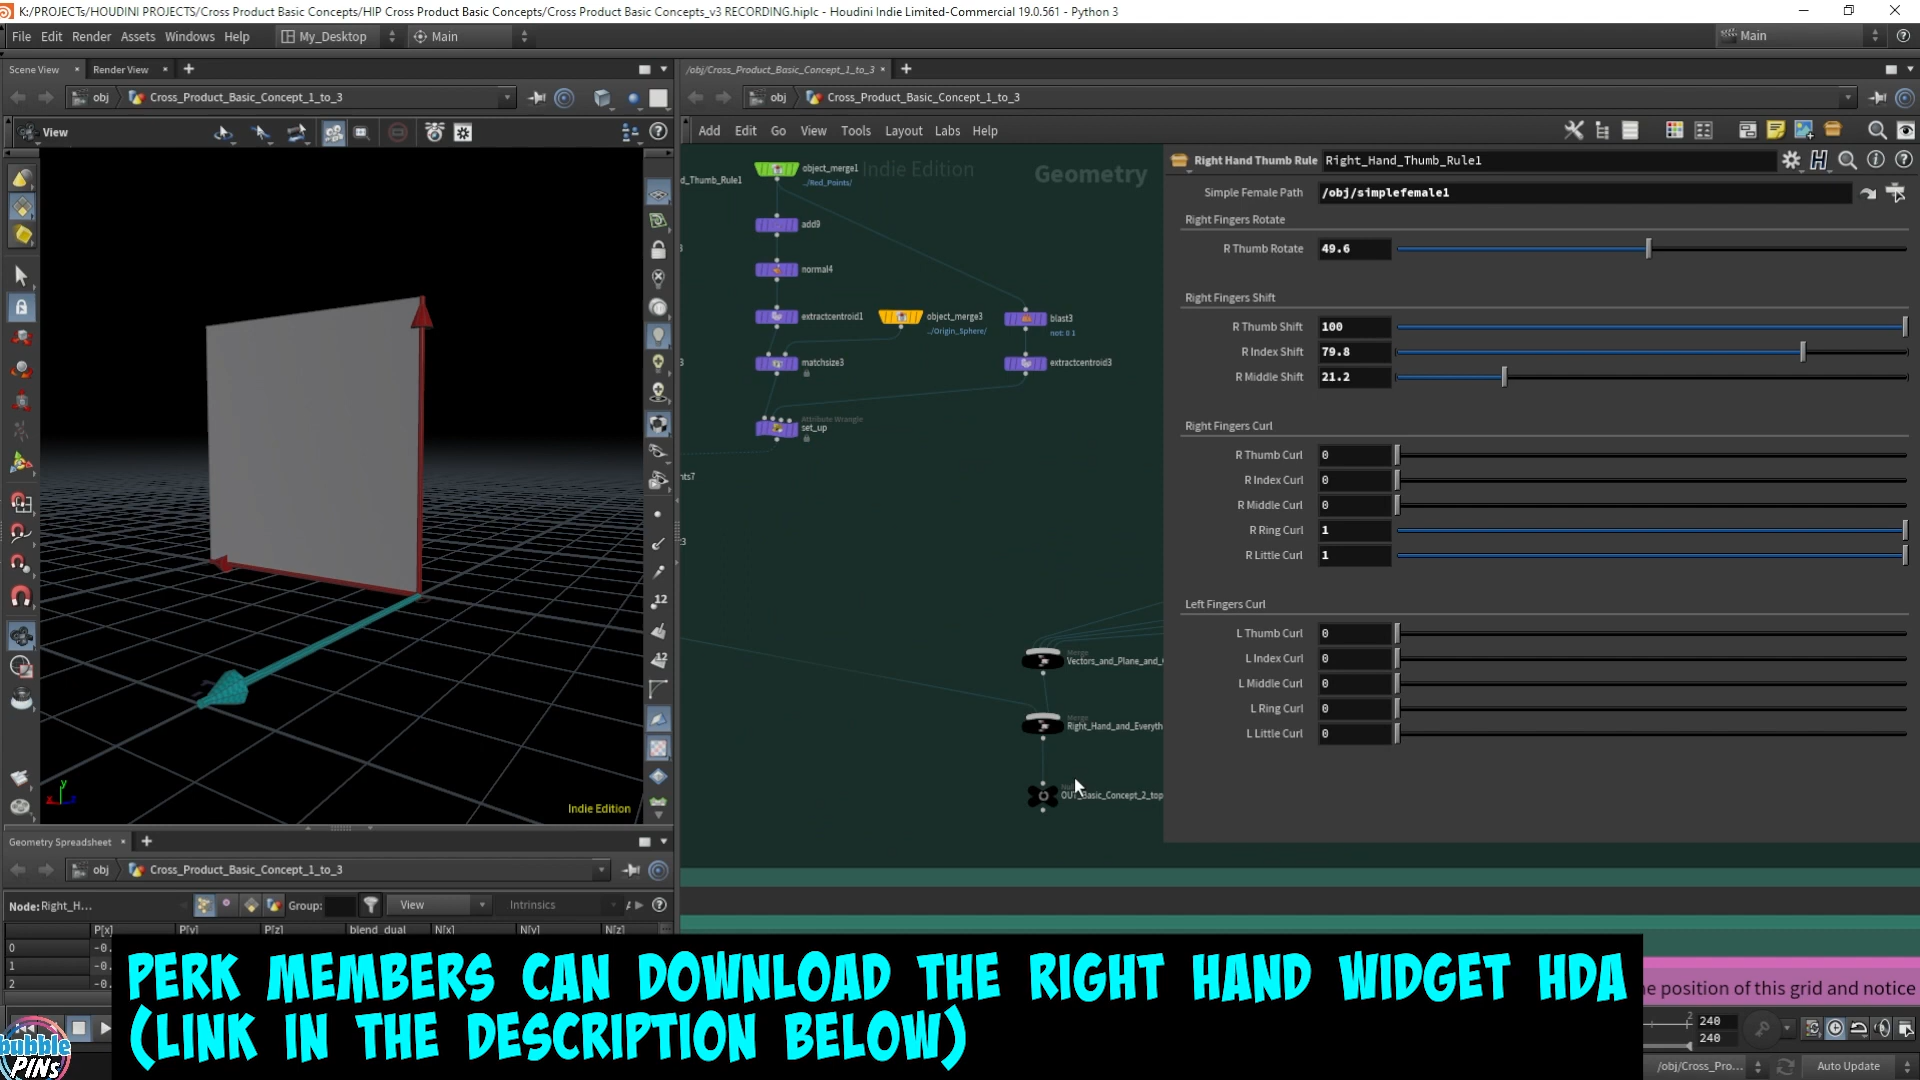 K:/PROJECTs/HOUDINI PROJECTS/Cross Product Basic Concepts/HIP Cross Product Basic Concepts/Cross Product Basic Concepts_v3 RECORDING.hiplc - Houdini Indie Limited-Commercial 19.0.561 - Python 3
File Edit Render Assets Windows Help My_Desktop Main Main
Scene View Render View /obj/Cross_Product_Basic_Concept_1_to_3
obj Cross_Product_Basic_Concept_1_to_3 obj Cross_Product_Basic_Concept_1_to_3
View
Add Edit Go View Tools Layout Labs Help
Indie Edition Geometry
d_Thumb_Rule1
object_merge1
../Red_Points/
add9
normal4
extractcentroid1
object_merge3
../Origin_Sphere/
blast3
not: 0 1
matchsize3
extractcentroid3
Attribute Wrangle
set_up
nts7
Merge
Vectors_and_Plane_and_
Merge
Right_Hand_and_Everyth
OUT_Basic_Concept_2_top
Right Hand Thumb Rule Right_Hand_Thumb_Rule1
Simple Female Path /obj/simplefemale1
Right Fingers Rotate
R Thumb Rotate 49.6
Right Fingers Shift
R Thumb Shift 100
R Index Shift 79.8
R Middle Shift 21.2
Right Fingers Curl
R Thumb Curl 0
R Index Curl 0
R Middle Curl 0
R Ring Curl 1
R Little Curl 1
Left Fingers Curl
L Thumb Curl 0
L Index Curl 0
L Middle Curl 0
L Ring Curl 0
L Little Curl 0
12
12
y
Indie Edition
Geometry Spreadsheet
obj Cross_Product_Basic_Concept_1_to_3
Node: Right_H... Group: View Intrinsics
P[x] P[y] P[z] blend_dual N[x] N[y] N[z]
0 -0.
1 -0.
2 -0.
PERK MEMBERS CAN DOWNLOAD THE RIGHT HAND WIDGET HDA
(LINK IN THE DESCRIPTION BELOW)
e position of this grid and notice
2 240
240
/obj/Cross_Pro... Auto Update
bubble
PINs